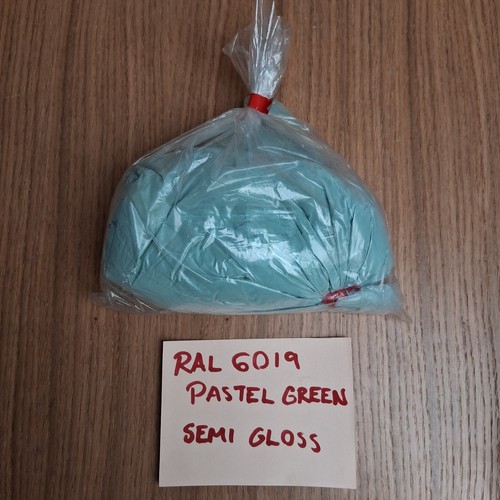 RAL 6019
PASTEL GREEN
SEMI GLOSS